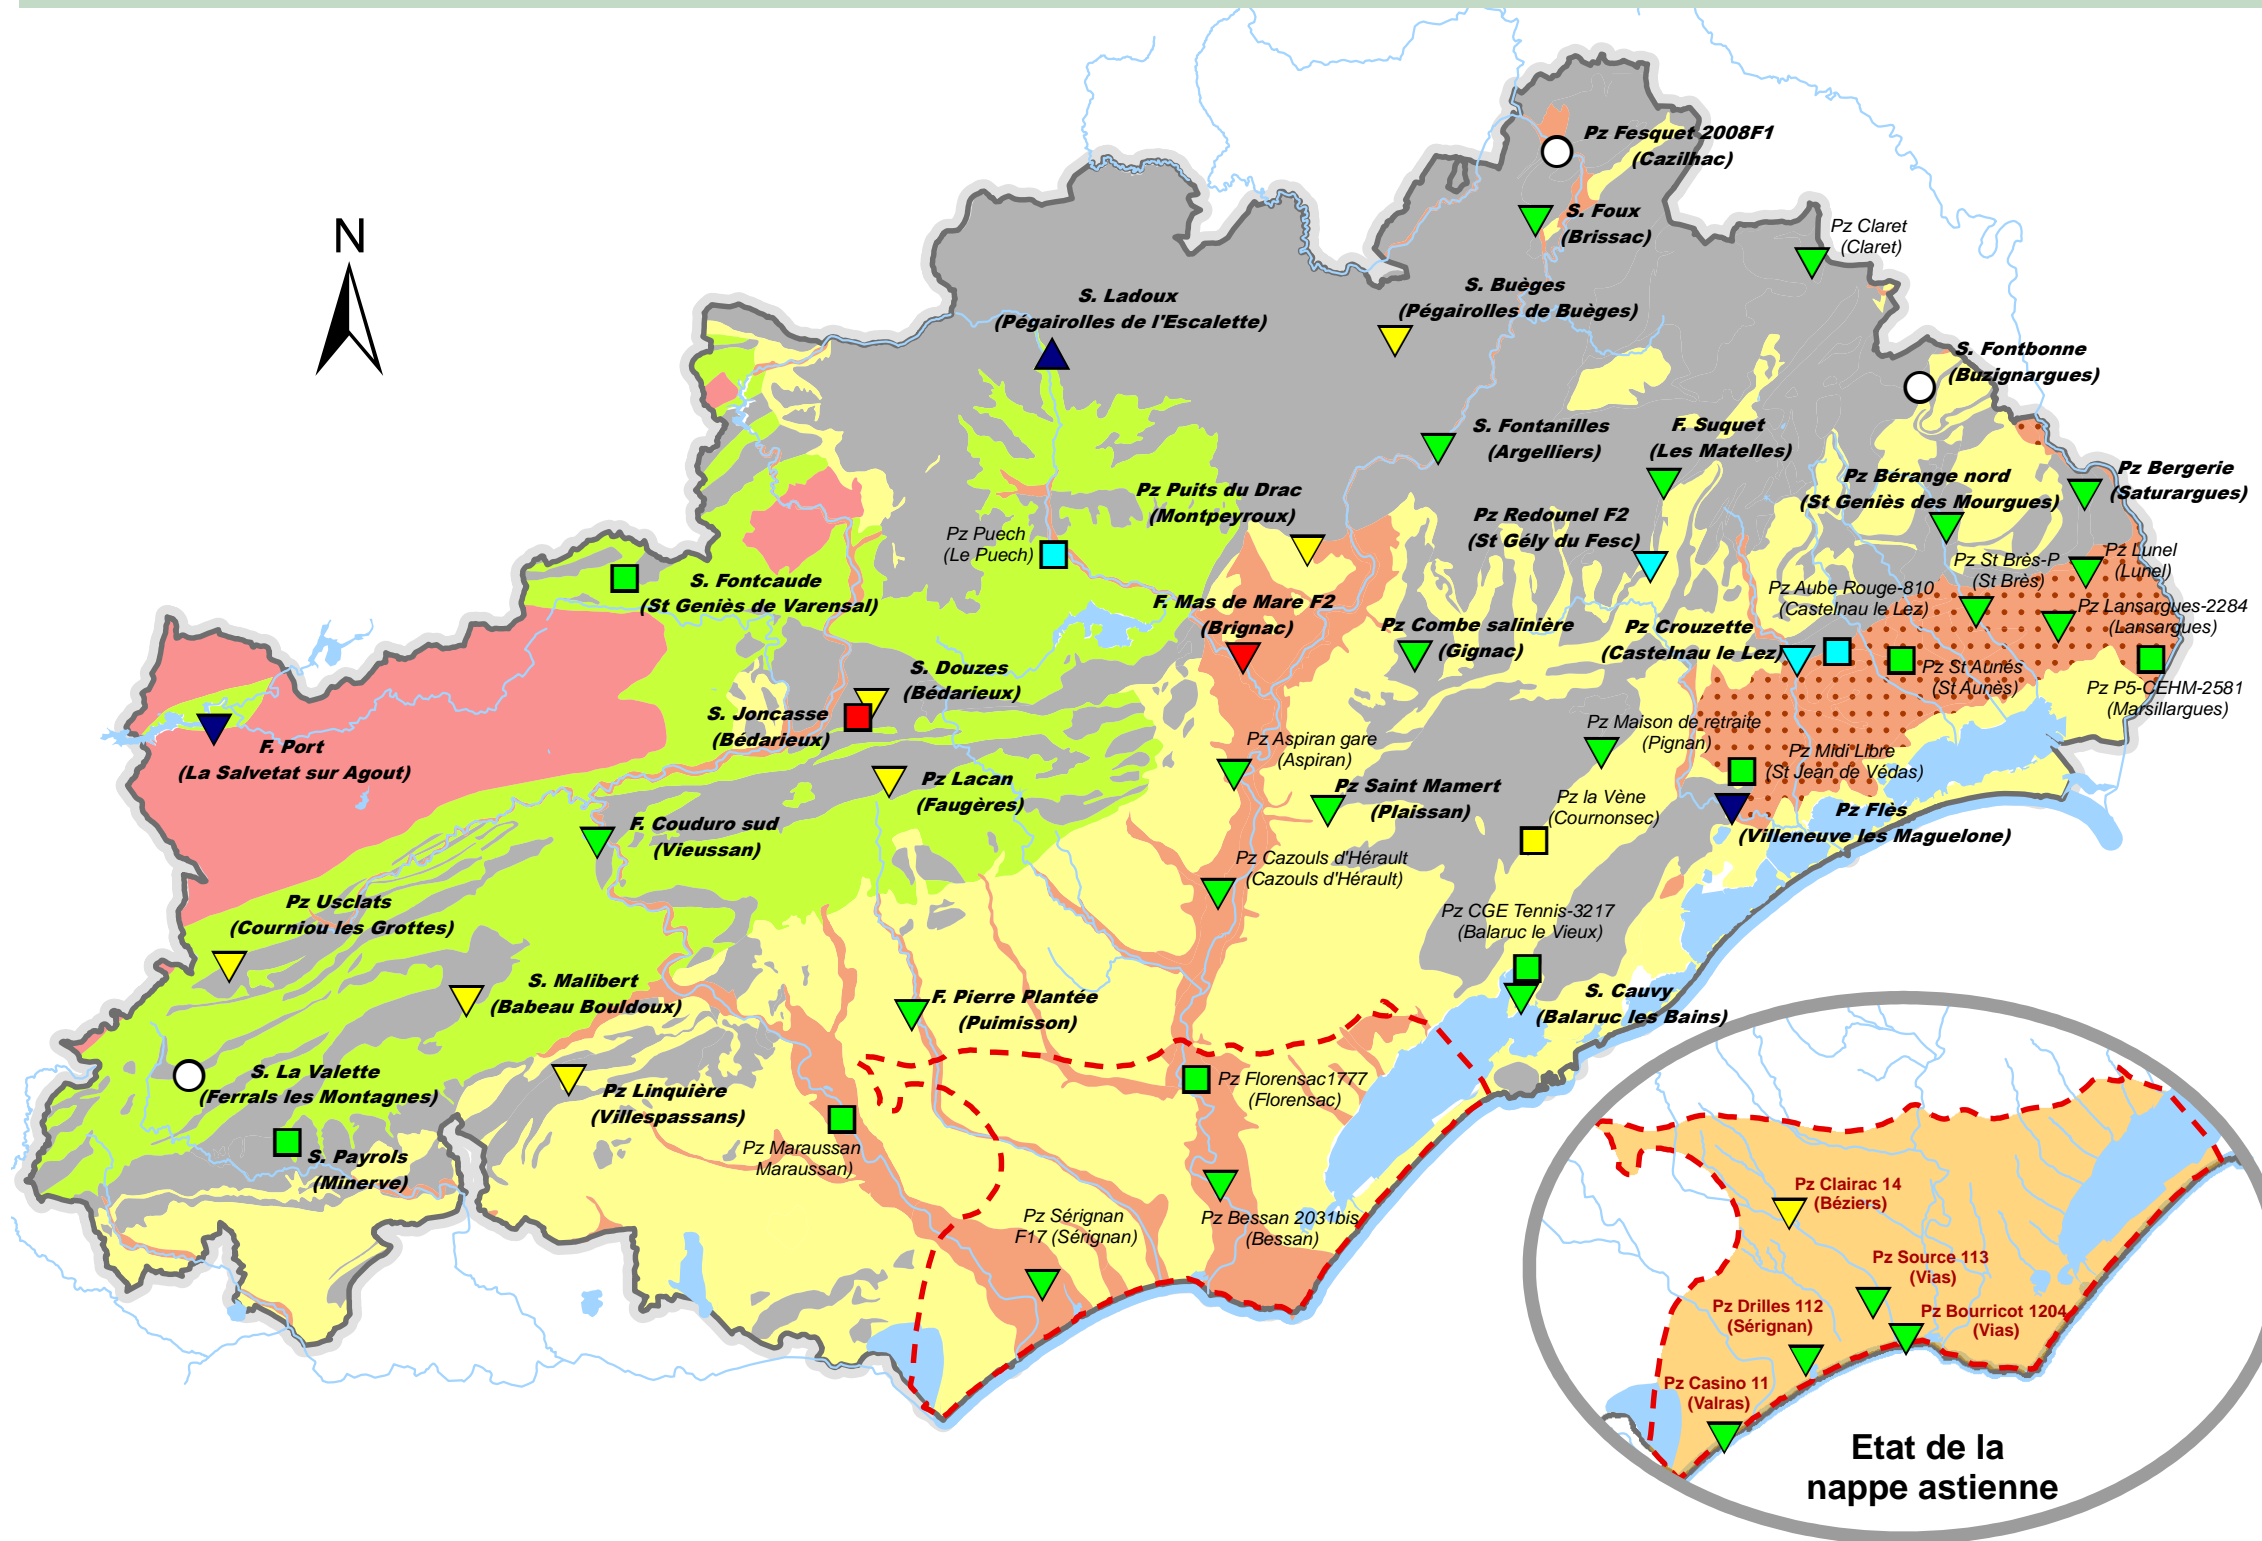 N
Pz Fesquet 2008F1
(Cazilhac)
S. Foux
(Brissac)
Pz Claret
(Claret)
S. Buèges
(Pégairolles de Buèges)
S. Ladoux
(Pégairolles de l'Escalette)
S. Fontbonne
(Buzignargues)
S. Fontanilles
(Argelliers)
F. Suquet
(Les Matelles)
Pz Bérange nord
(St Geniès des Mourgues)
Pz Bergerie
(Saturargues)
Pz Puits du Drac
(Montpeyroux)
Pz Redounel F2
(St Gély du Fesc)
Pz Puech
(Le Puech)
Pz St Brès-P
(St Brès)
Pz Lunel
(Lunel)
S. Fontcaude
(St Geniès de Varensal)
Pz Aube Rouge-810
(Castelnau le Lez)
F. Mas de Mare F2
(Brignac)
Pz Lansargues-2284
(Lansargues)
Pz Combe salinière
(Gignac)
Pz Crouzette
(Castelnau le Lez)
S. Douzes
(Bédarieux)
Pz St Aunés
(St Aunès)
Pz P5-CEHM-2581
(Marsillargues)
S. Joncasse
(Bédarieux)
F. Port
(La Salvetat sur Agout)
Pz Maison de retraite
(Pignan)
Pz Aspiran gare
(Aspiran)
Pz Midi Libre
(St Jean de Védas)
Pz Lacan
(Faugères)
Pz Saint Mamert
(Plaissan)
Pz la Vène
(Cournonsec)
Pz Flès
(Villeneuve les Maguelone)
F. Couduro sud
(Vieussan)
Pz Cazouls d'Hérault
(Cazouls d'Hérault)
Pz Usclats
(Courniou les Grottes)
Pz CGE Tennis-3217
(Balaruc le Vieux)
S. Malibert
(Babeau Bouldoux)
F. Pierre Plantée
(Puimisson)
S. Cauvy
(Balaruc les Bains)
S. La Valette
(Ferrals les Montagnes)
Pz Linquière
(Villespassans)
Pz Florensac1777
(Florensac)
Pz Maraussan
Maraussan)
S. Payrols
(Minerve)
Pz Sérignan
F17 (Sérignan)
Pz Bessan 2031bis
(Bessan)
Pz Clairac 14
(Béziers)
Pz Source 113
(Vias)
Pz Drilles 112
(Sérignan)
Pz Bourricot 1204
(Vias)
Pz Casino 11
(Valras)
Etat de la
nappe astienne